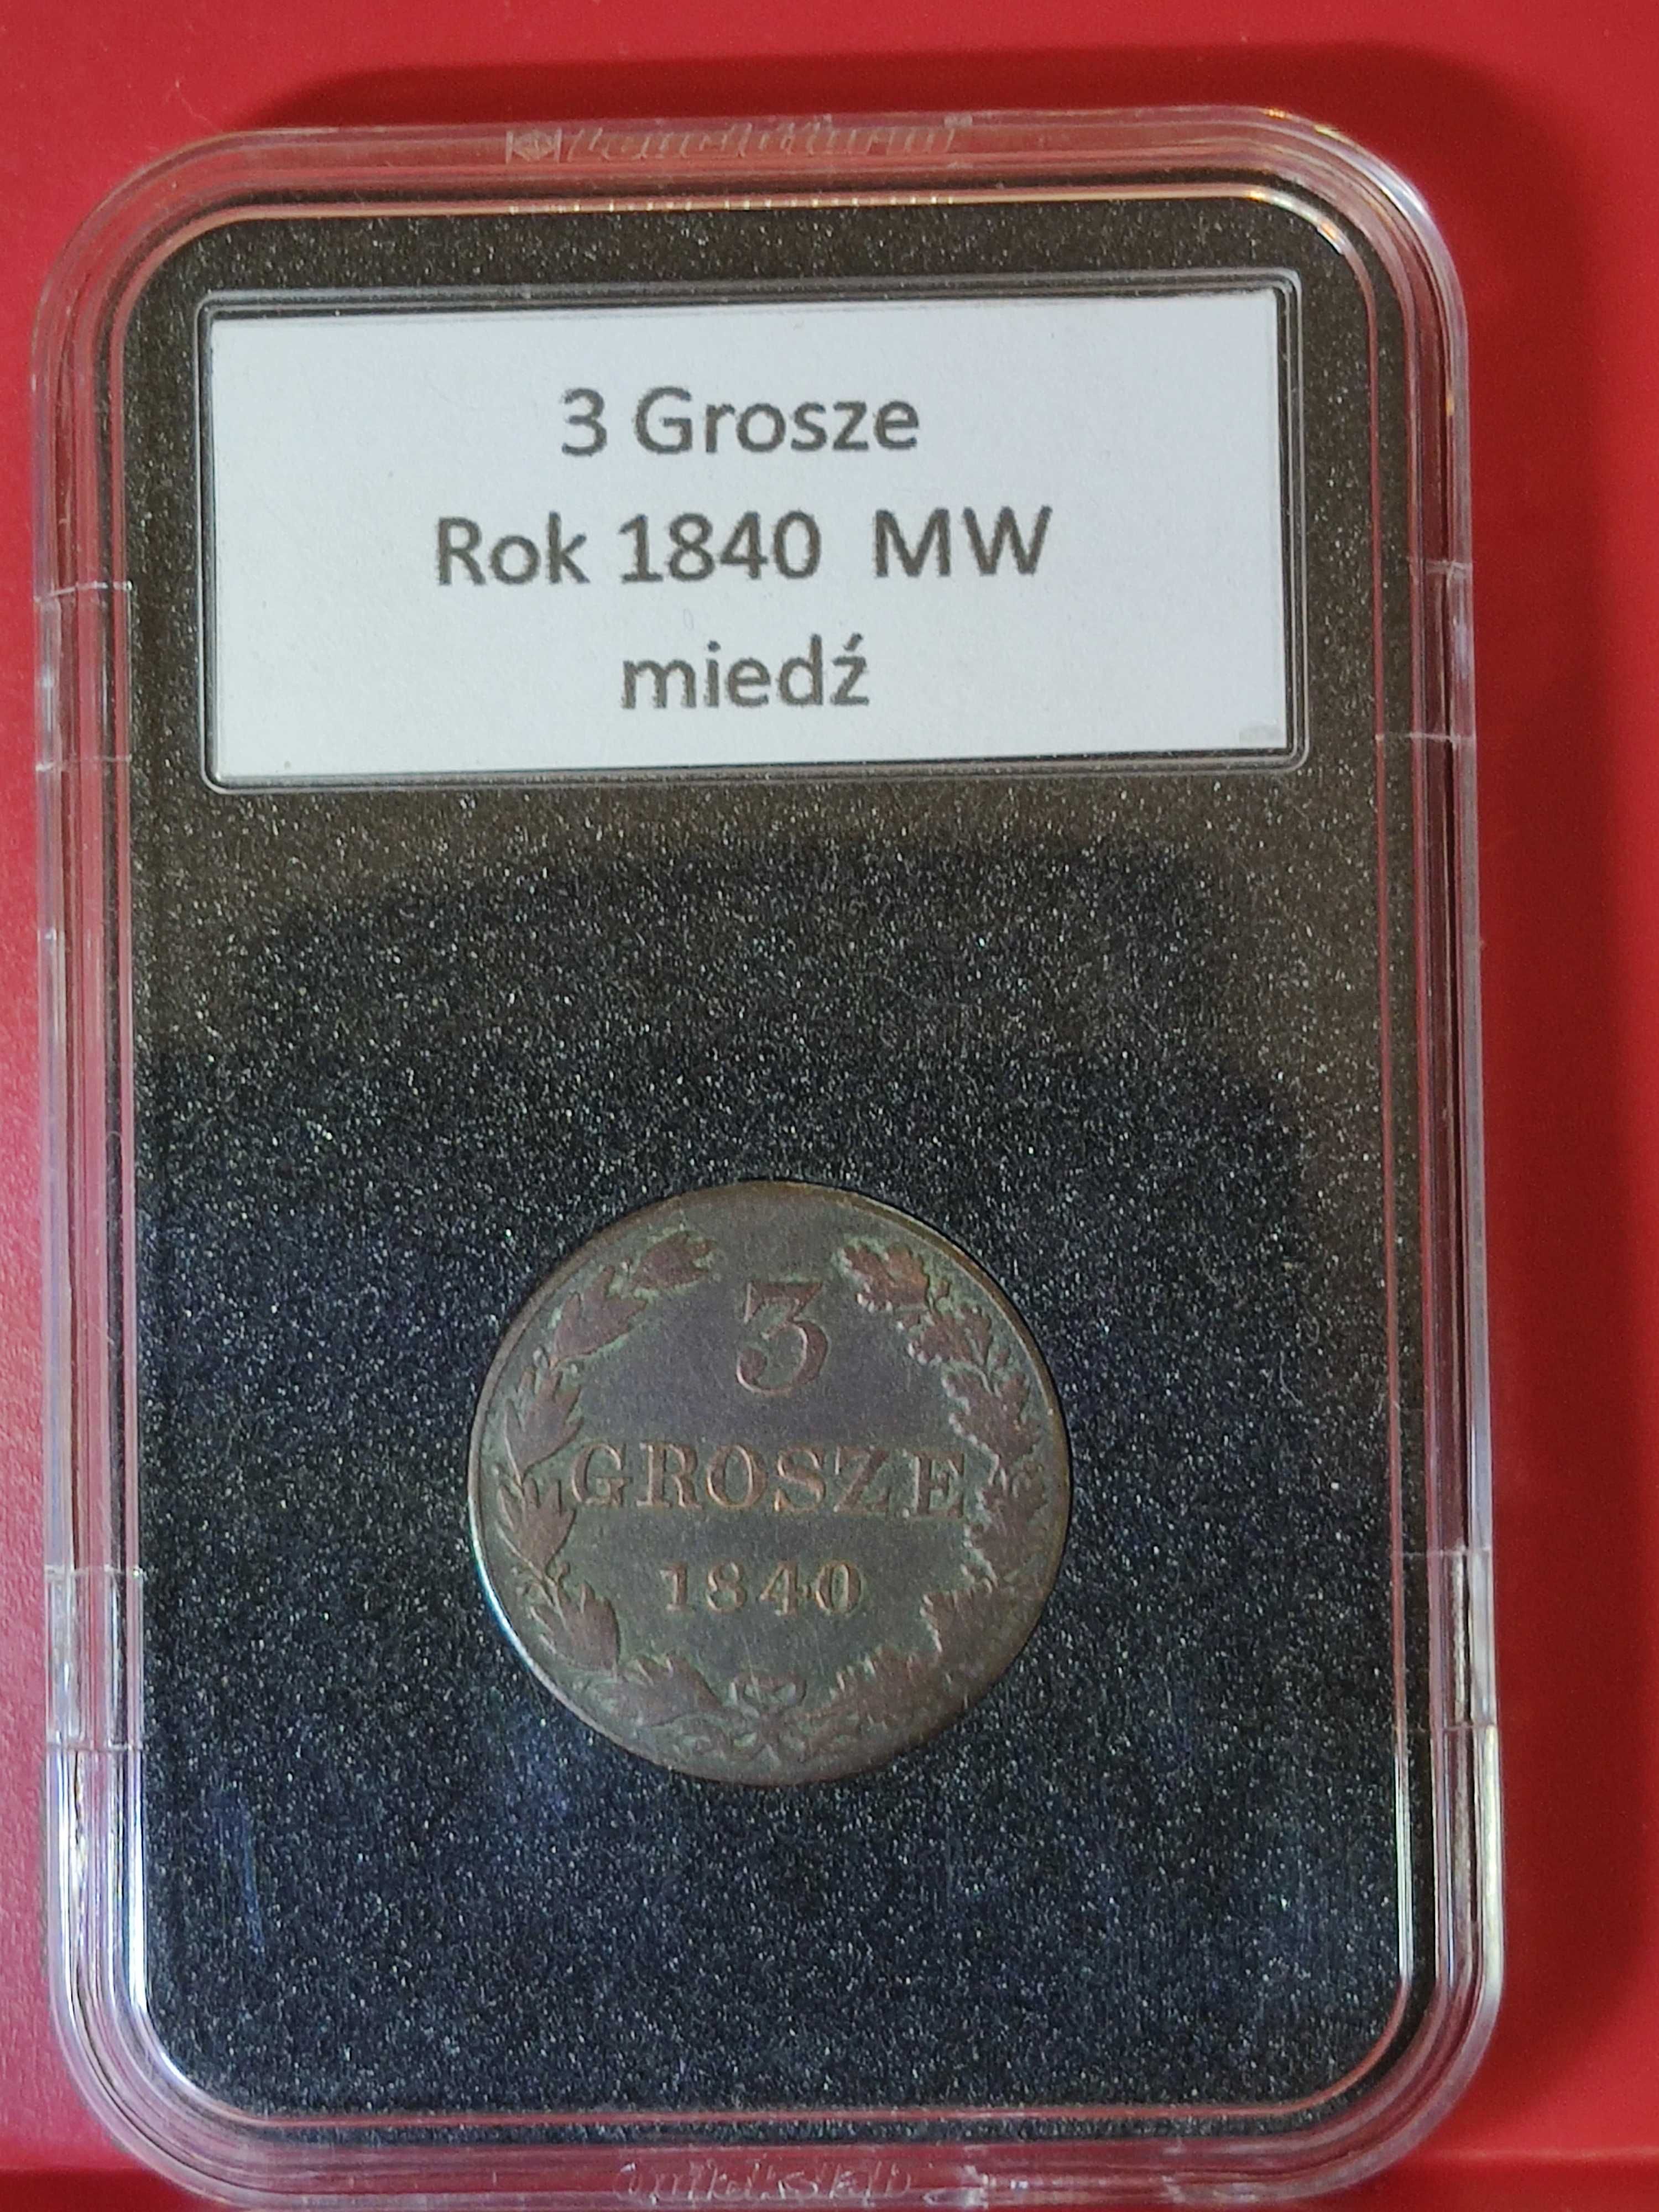 3 Grosze
Rok 1840 MW
miedź
3
GROSZE
1840